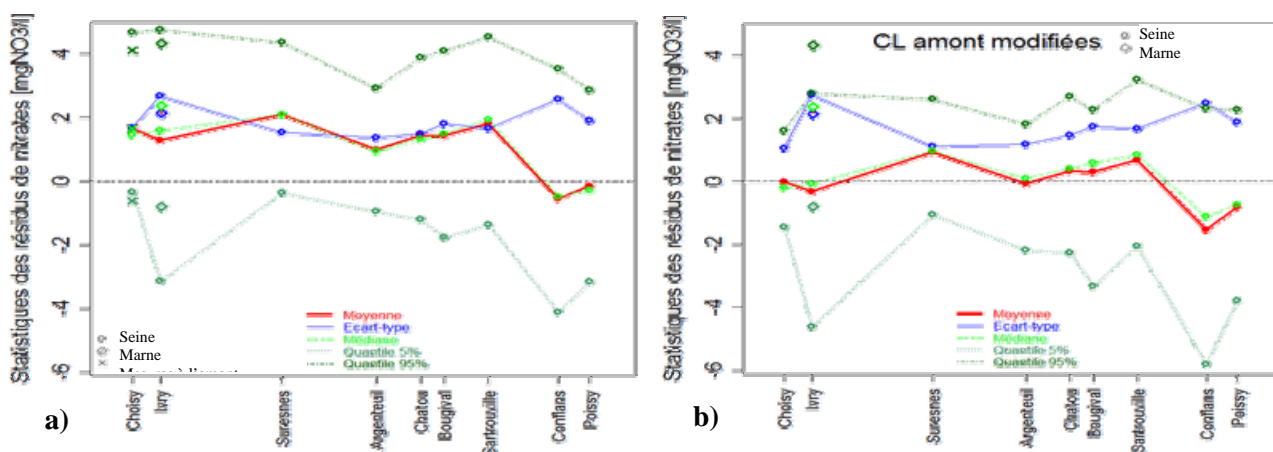 Statistiques des résidus de nitrates [mgNO3/l]
4
2
0
-2
-4
-6
Moyenne
Ecart-type
Médiane
Quantile 5%
Quantile 95%
Seine
Marne
à l'amont
Choisy
Ivry
Suresnes
Argenteuil
Chatou
Bougival
Sartrouville
Conflans
Poissy
a)
Statistiques des résidus de nitrates [mgNO3/l]
4
2
0
-2
-4
-6
CL amont modifiées
Seine
Marne
Moyenne
Ecart-type
Médiane
Quantile 5%
Quantile 95%
Choisy
Ivry
Suresnes
Argenteuil
Chatou
Bougival
Sartrouville
Conflans
Poissy
b)